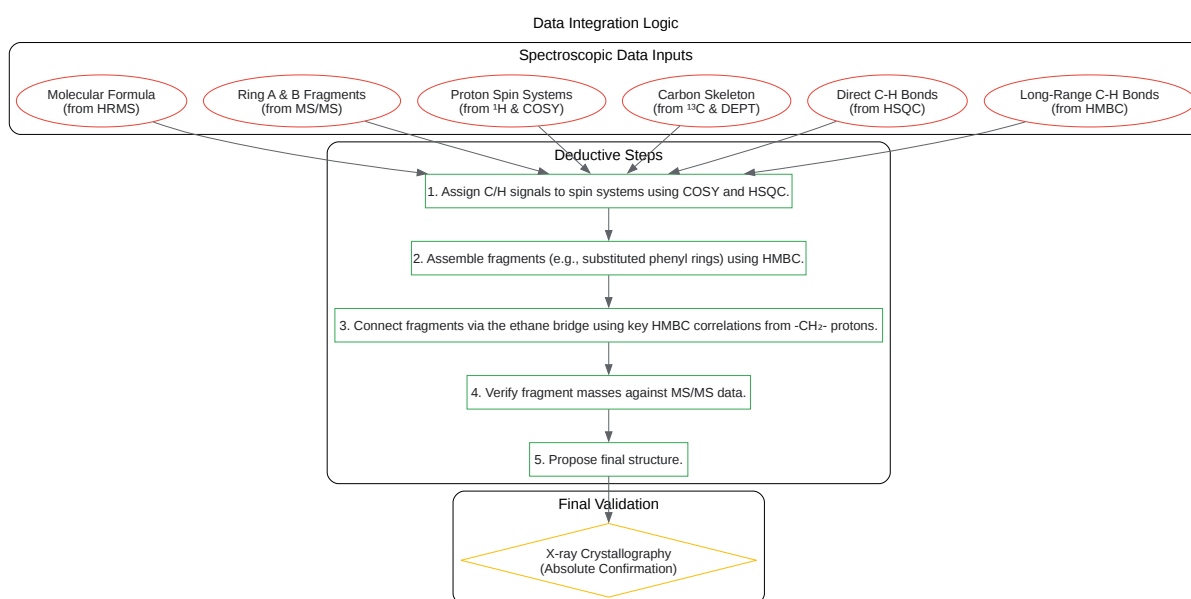 Data Integration Logic
Spectroscopic Data Inputs
Molecular Formula
(from HRMS)
Ring A & B Fragments
(from MS/MS)
Proton Spin Systems
(from ¹H & COSY)
Carbon Skeleton
(from ¹³C & DEPT)
Direct C-H Bonds
(from HSQC)
Long-Range C-H Bonds
(from HMBC)
Deductive Steps
1. Assign C/H signals to spin systems using COSY and HSQC.
2. Assemble fragments (e.g., substituted phenyl rings) using HMBC.
3. Connect fragments via the ethane bridge using key HMBC correlations from -CH₂- protons.
4. Verify fragment masses against MS/MS data.
5. Propose final structure.
Final Validation
X-ray Crystallography
(Absolute Confirmation)